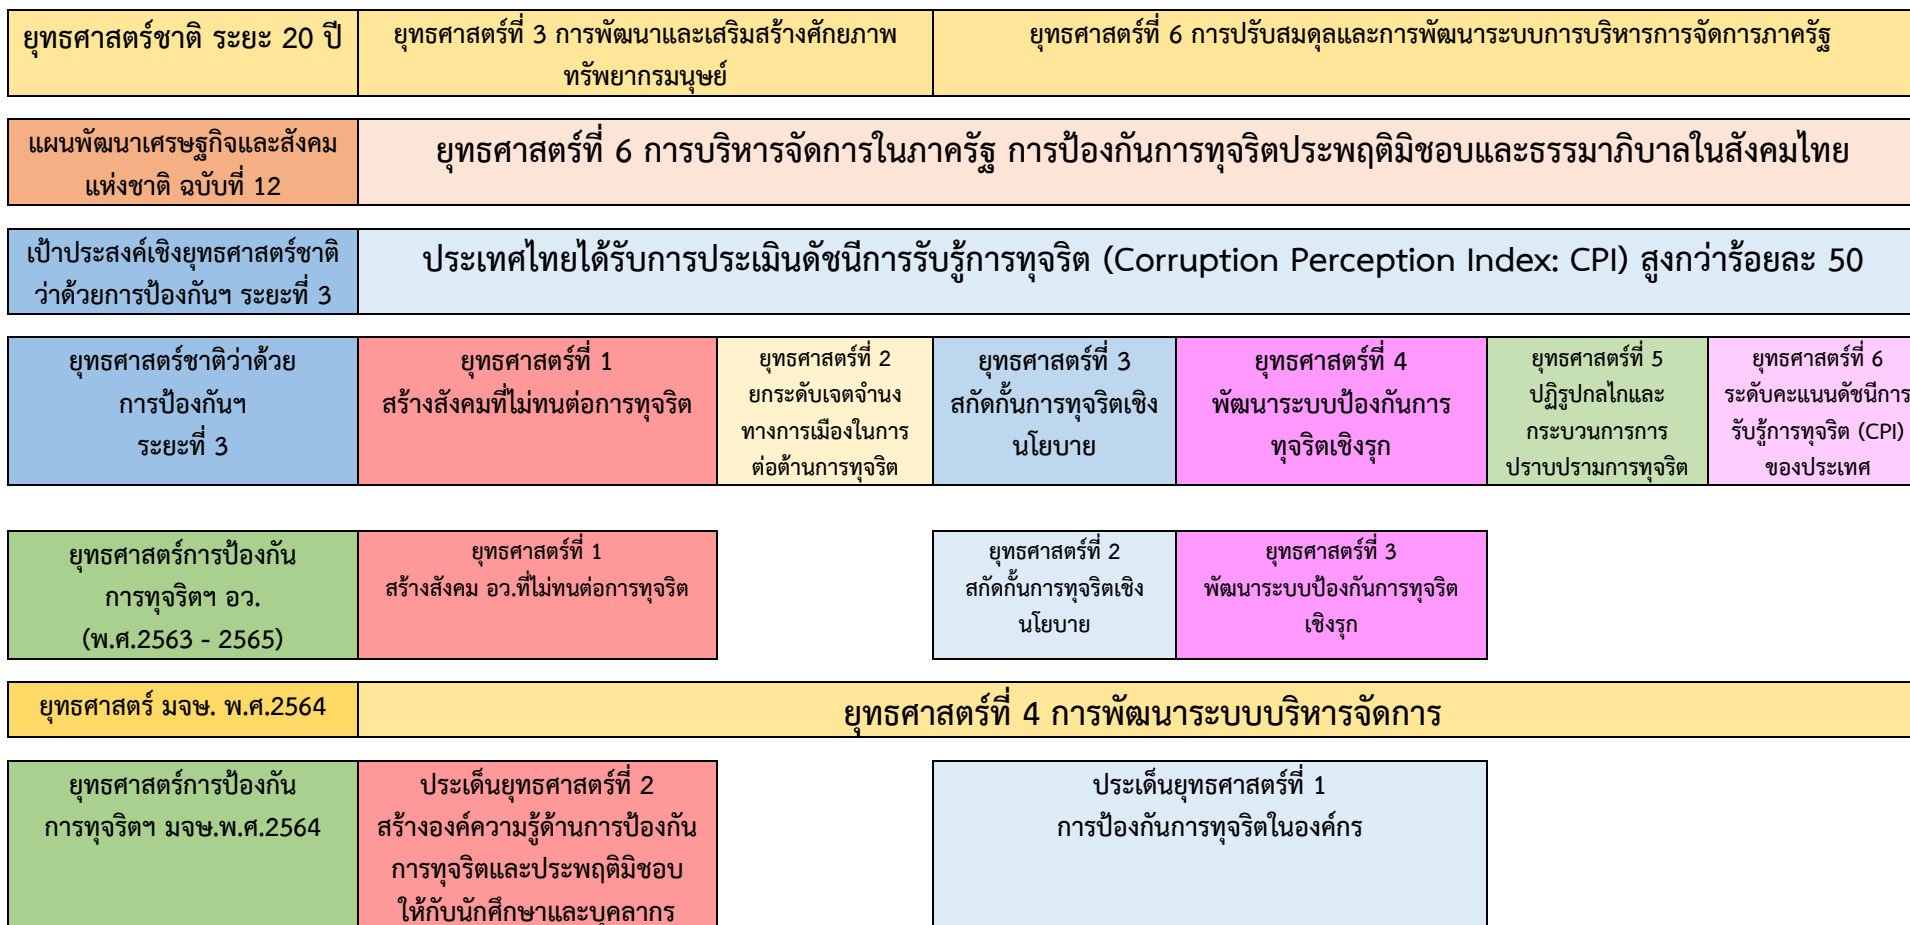 ยุทธศาสตร์ชาติ ระยะ 20 ปี
ยุทธศาสตร์ที่ 3 การพัฒนาและเสริมสร้างศักยภาพ
ทรัพยากรมนุษย์
ยุทธศาสตร์ที่ 6 การปรับสมดุลและการพัฒนาระบบการบริหารการจัดการภาครัฐ
แผนพัฒนาเศรษฐกิจและสังคม
แห่งชาติ ฉบับที่ 12
ยุทธศาสตร์ที่ 6 การบริหารจัดการในภาครัฐ การป้องกันการทุจริตประพฤติมิชอบและธรรมาภิบาลในสังคมไทย
เป้าประสงค์เชิงยุทธศาสตร์ชาติ
ว่าด้วยการป้องกันฯ ระยะที่ 3
ประเทศไทยได้รับการประเมินดัชนีการรับรู้การทุจริต (Corruption Perception Index: CPI) สูงกว่าร้อยละ 50
ยุทธศาสตร์ชาติว่าด้วย
การป้องกันฯ
ระยะที่ 3
ยุทธศาสตร์ที่ 1
สร้างสังคมที่ไม่ทนต่อการทุจริต
ยุทธศาสตร์ที่ 2
ยกระดับเจตจำนง
ทางการเมืองในการ
ต่อต้านการทุจริต
ยุทธศาสตร์ที่ 3
สกัดกั้นการทุจริตเชิง
นโยบาย
ยุทธศาสตร์ที่ 4
พัฒนาระบบป้องกันการ
ทุจริตเชิงรุก
ยุทธศาสตร์ที่ 5
ปฏิรูปกลไกและ
กระบวนการการ
ปราบปรามการทุจริต
ยุทธศาสตร์ที่ 6
ระดับคะแนนดัชนีการ
รับรู้การทุจริต (CPI)
ของประเทศ
ยุทธศาสตร์การป้องกัน
การทุจริตฯ อว.
(พ.ศ.2563 - 2565)
ยุทธศาสตร์ที่ 1
สร้างสังคม อว.ที่ไม่ทนต่อการทุจริต
ยุทธศาสตร์ที่ 2
สกัดกั้นการทุจริตเชิง
นโยบาย
ยุทธศาสตร์ที่ 3
พัฒนาระบบป้องกันการทุจริต
เชิงรุก
ยุทธศาสตร์ มจษ. พ.ศ.2564
ยุทธศาสตร์ที่ 4 การพัฒนาระบบบริหารจัดการ
ยุทธศาสตร์การป้องกัน
การทุจริตฯ มจษ.พ.ศ.2564
ประเด็นยุทธศาสตร์ที่ 2
สร้างองค์ความรู้ด้านการป้องกัน
การทุจริตและประพฤติมิชอบ
ให้กับนักศึกษาและบุคลากร
ประเด็นยุทธศาสตร์ที่ 1
การป้องกันการทุจริตในองค์กร